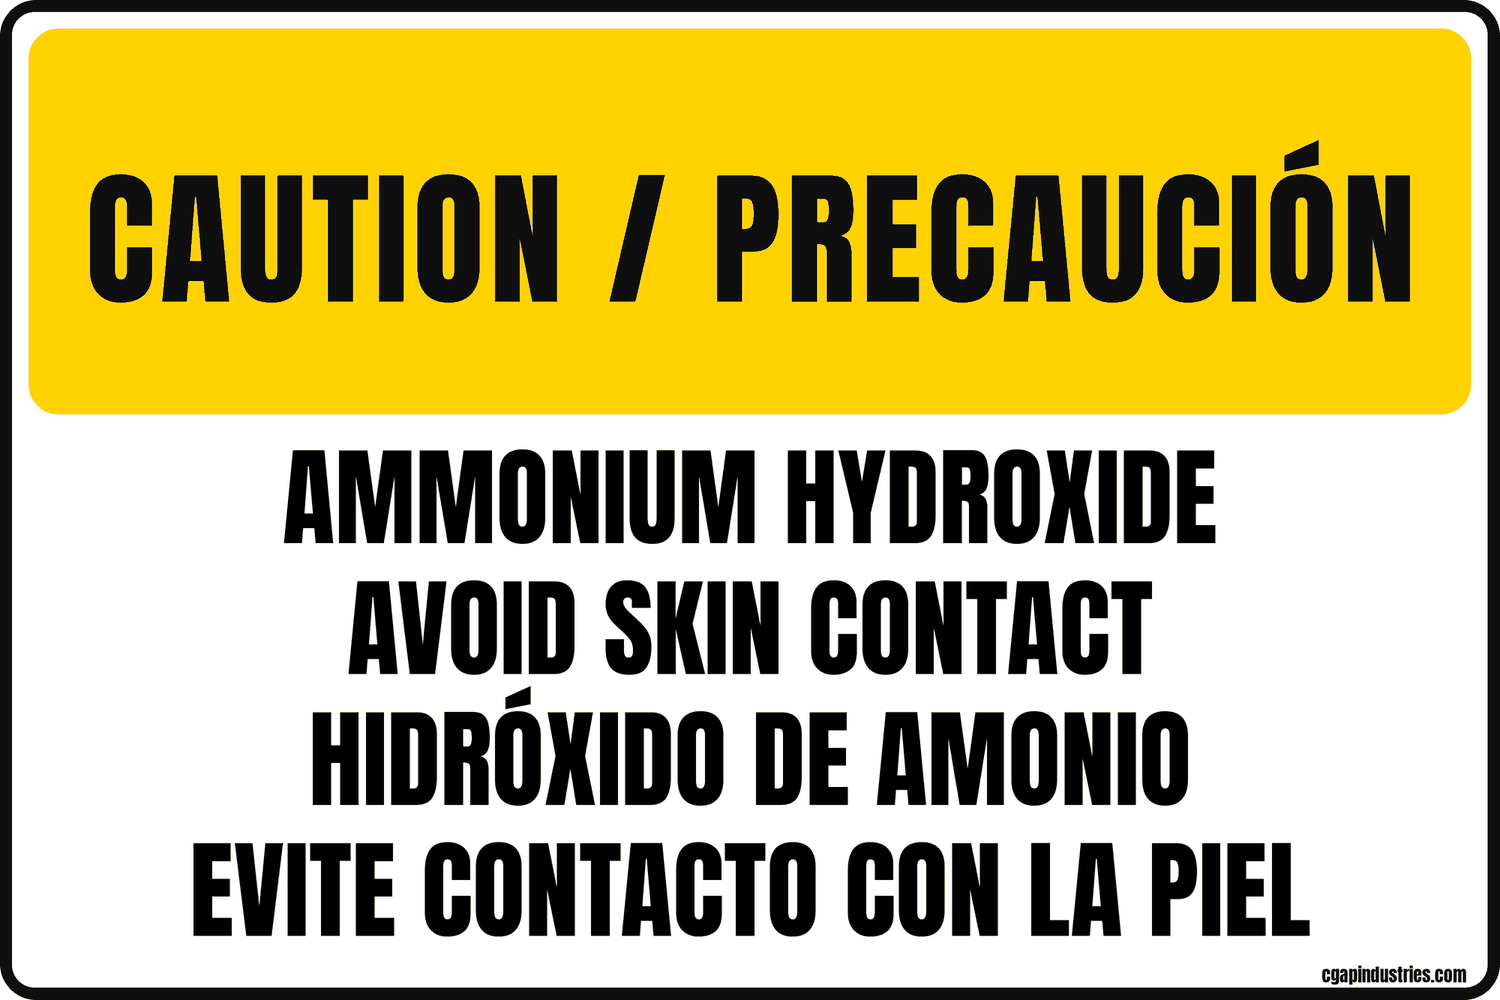 CAUTION / PRECAUCIÓN
AMMONIUM HYDROXIDE
AVOID SKIN CONTACT
HIDRÓXIDO DE AMONIO
EVITE CONTACTO CON LA PIEL
cgapindustries.com